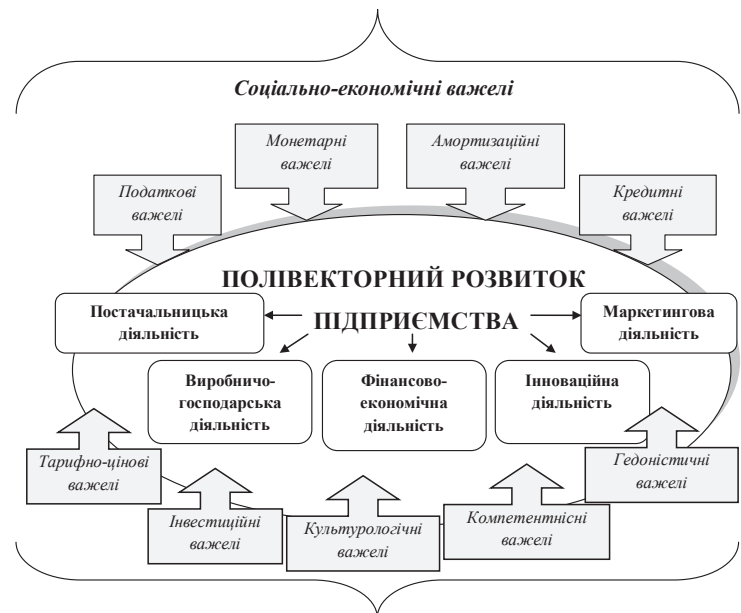 Соціально-економічні важелі
Монетарні
важелі
Амортизаційні
важелі
Податкові
важелі
Кредитні
важелі
ПОЛІВЕКТОРНИЙ РОЗВИТОК
ПІДПРИЄМСТВА
Постачальницька
діяльність
Маркетингова
діяльність
Виробничо-
господарська
діяльність
Фінансово-
економічна
діяльність
Інноваційна
діяльність
Тарифно-цінові
важелі
Інвестиційні
важелі
Культурологічні
важелі
Компетентнісні
важелі
Гедоністичні
важелі